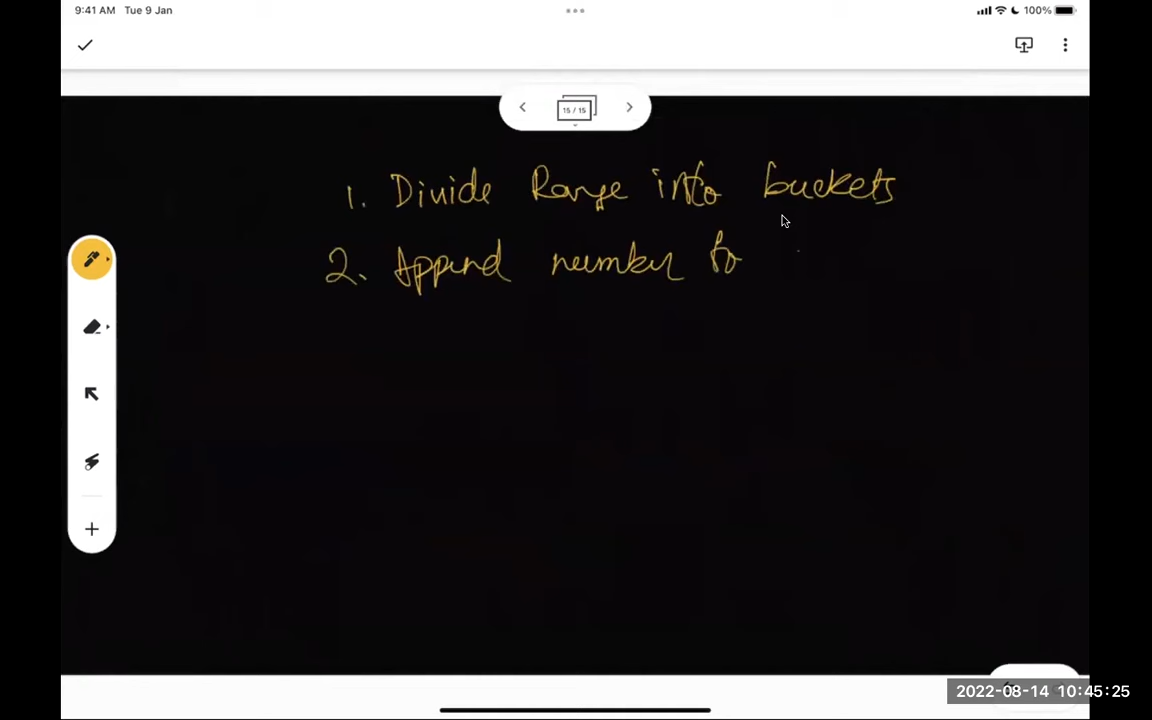 9:41 AM Tue 9 Jan
100%
15 / 15
1. Divide Range into buckets
2. Append number to
2022-08-14 10:45:25